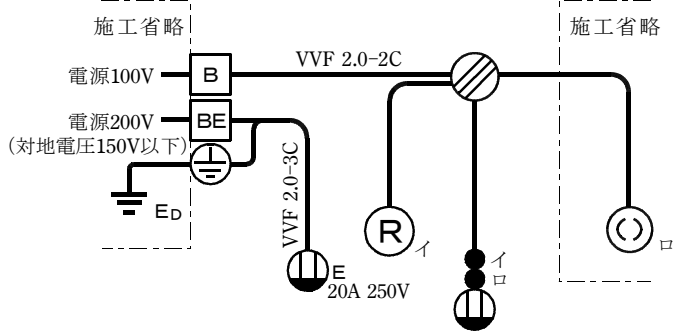 施工省略
施工省略
VVF 2.0-2C
電源100V
B
電源200V
BE
(対地電圧150V以下)
VVF 2.0-3C
ED
R
イ
ロ
イ
ロ
E
20A 250V